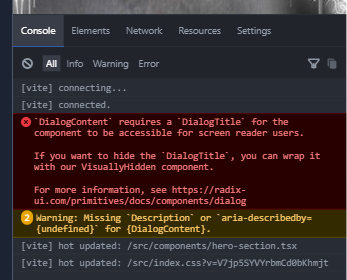 Console Elements Network Resources Settings
All Info Warning Error
[vite] connecting...
[vite] connected.
`DialogContent` requires a `DialogTitle` for the
component to be accessible for screen reader users.
If you want to hide the `DialogTitle`, you can wrap it
with our VisuallyHidden component.
For more information, see https://radix-
ui.com/primitives/docs/components/dialog
2 Warning: Missing `Description` or `aria-describedby=
{undefined}` for {DialogContent}.
[vite] hot updated: /src/components/hero-section.tsx
[vite] hot updated: /src/index.css?v=V7jp5SYVYrbmCd0bKhmjt